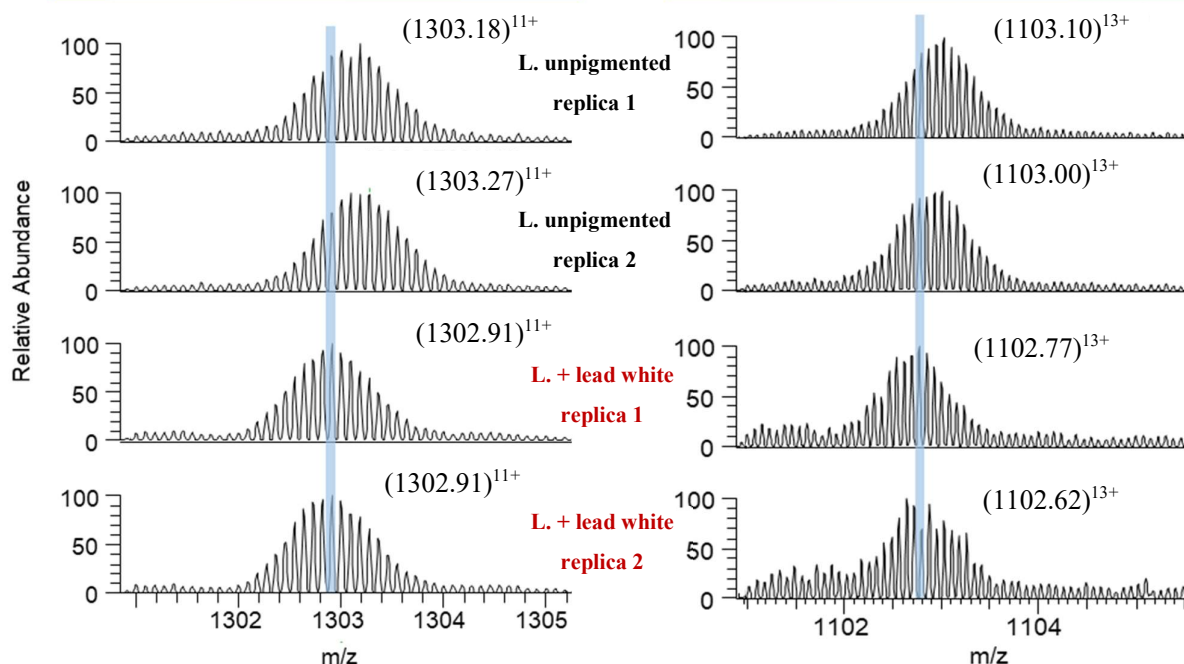 Relative Abundance
(1303.18)11+
100
50
0
L. unpigmented
replica 1
(1103.10)13+
100
50
0
(1303.27)11+
100
50
0
L. unpigmented
replica 2
(1103.00)13+
100
50
0
(1302.91)11+
100
50
0
L. + lead white
replica 1
(1102.77)13+
100
50
0
(1302.91)11+
100
50
0
L. + lead white
replica 2
(1102.62)13+
100
50
0
1302 1303 1304 1305
m/z
1102 1104
m/z